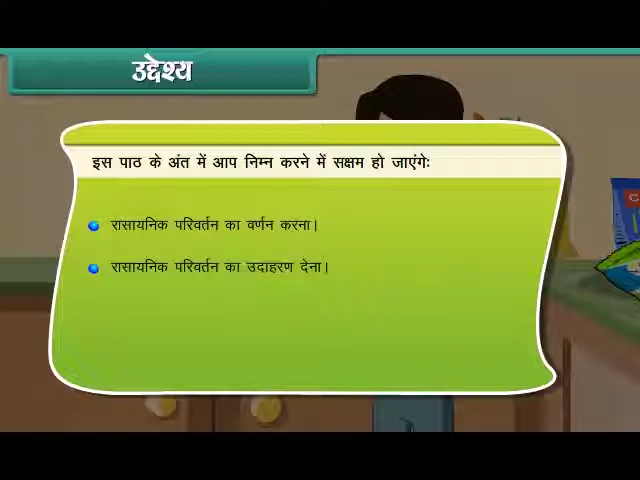 उद्देश्य
इस पाठ के अंत में आप निम्न करने में सक्षम हो जाएंगेः
रासायनिक परिवर्तन का वर्णन करना।
रासायनिक परिवर्तन का उदाहरण देना।